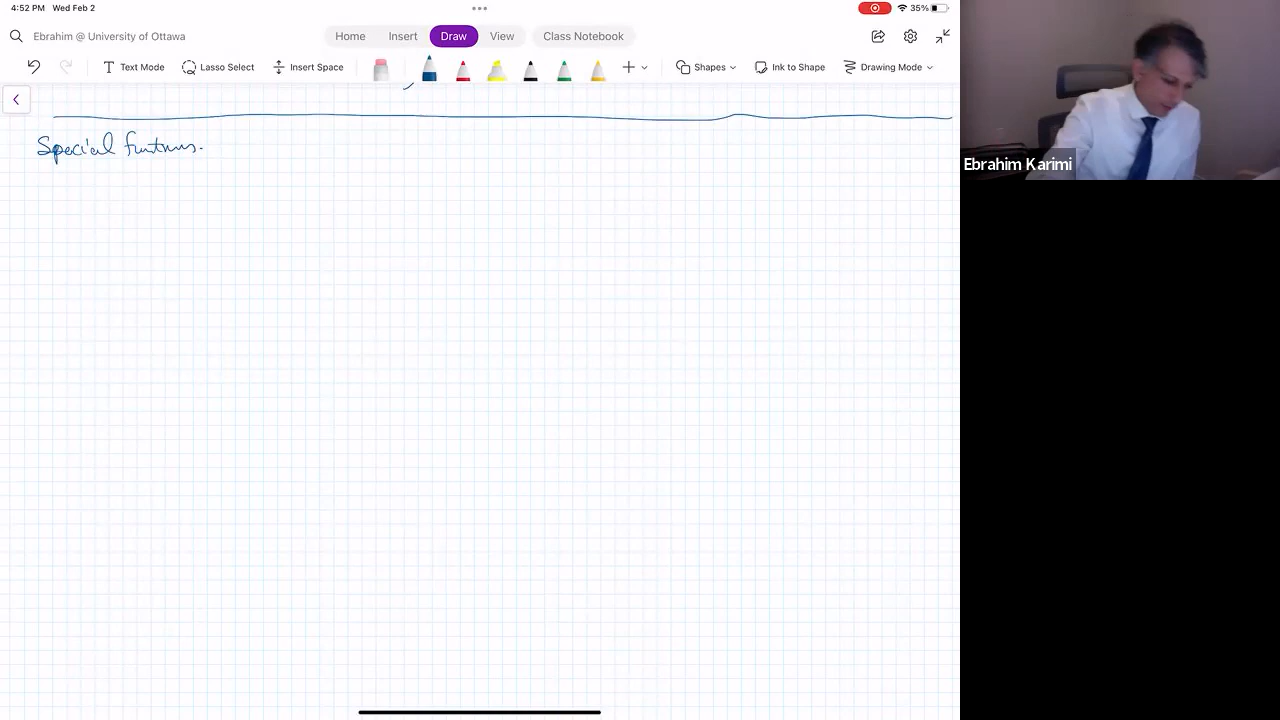 4:52 PM Wed Feb 2
35%
Ebrahim @ University of Ottawa
Home Insert Draw View Class Notebook
Text Mode Lasso Select Insert Space Shapes Ink to Shape Drawing Mode
Special functions.
Ebrahim Karimi